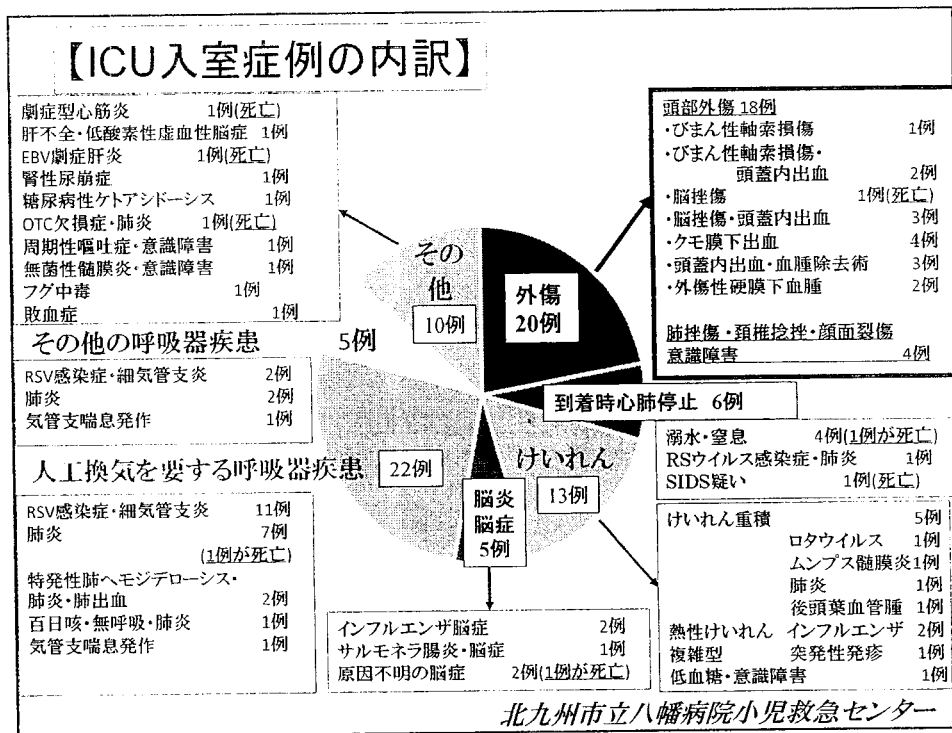 【ICU入室症例の内訳】
劇症型心筋炎 1例(死亡)
肝不全・低酸素性虚血性脳症 1例
EBV劇症肝炎 1例(死亡)
腎性尿崩症 1例
糖尿病性ケトアシドーシス 1例
OTC欠損症・肺炎 1例(死亡)
周期性嘔吐症・意識障害 1例
無菌性髄膜炎・意識障害 1例
フグ中毒 1例
敗血症 1例
その他の呼吸器疾患 5例
RSV感染症・細気管支炎 2例
肺炎 2例
気管支喘息発作 1例
人工換気を要する呼吸器疾患 22例
RSV感染症・細気管支炎 11例
肺炎 7例
(1例が死亡)
特発性肺ヘモジデローシス・
肺炎・肺出血 2例
百日咳・無呼吸・肺炎 1例
気管支喘息発作 1例
その
他
10例
外傷
20例
到着時心肺停止 6例
けいれん
13例
脳炎
脳症
5例
頭部外傷 18例
・びまん性軸索損傷 1例
・びまん性軸索損傷・
頭蓋内出血 2例
・脳挫傷 1例(死亡)
・脳挫傷・頭蓋内出血 3例
・クモ膜下出血 4例
・頭蓋内出血・血腫除去術 3例
・外傷性硬膜下血腫 2例
肺挫傷・頚椎捻挫・顔面裂傷
意識障害 4例
溺水・窒息 4例(1例が死亡)
RSウイルス感染症・肺炎 1例
SIDS疑い 1例(死亡)
けいれん重積 5例
ロタウイルス 1例
ムンプス髄膜炎1例
肺炎 1例
後頭葉血管腫 1例
熱性けいれん インフルエンザ 2例
複雑型 突発性発疹 1例
低血糖・意識障害 1例
インフルエンザ脳症 2例
サルモネラ腸炎・脳症 1例
原因不明の脳症 2例(1例が死亡)
北九州市立八幡病院小児救急センター